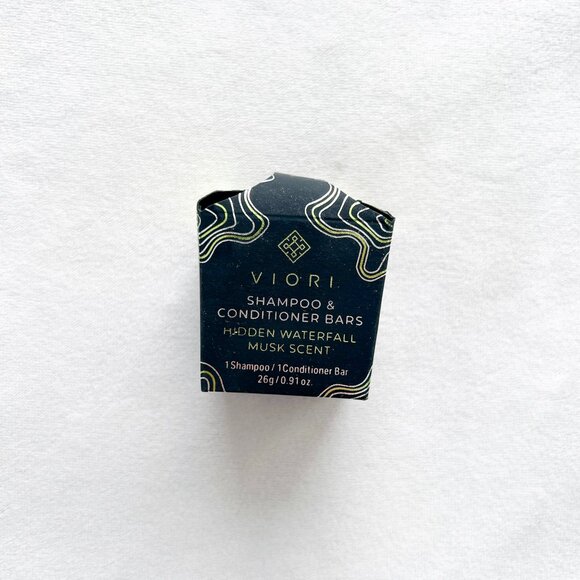 VIORI
SHAMPOO &
CONDITIONER BARS
HIDDEN WATERFALL
MUSK SCENT
1 Shampoo / 1 Conditioner Bar
26g / 0.91 oz.